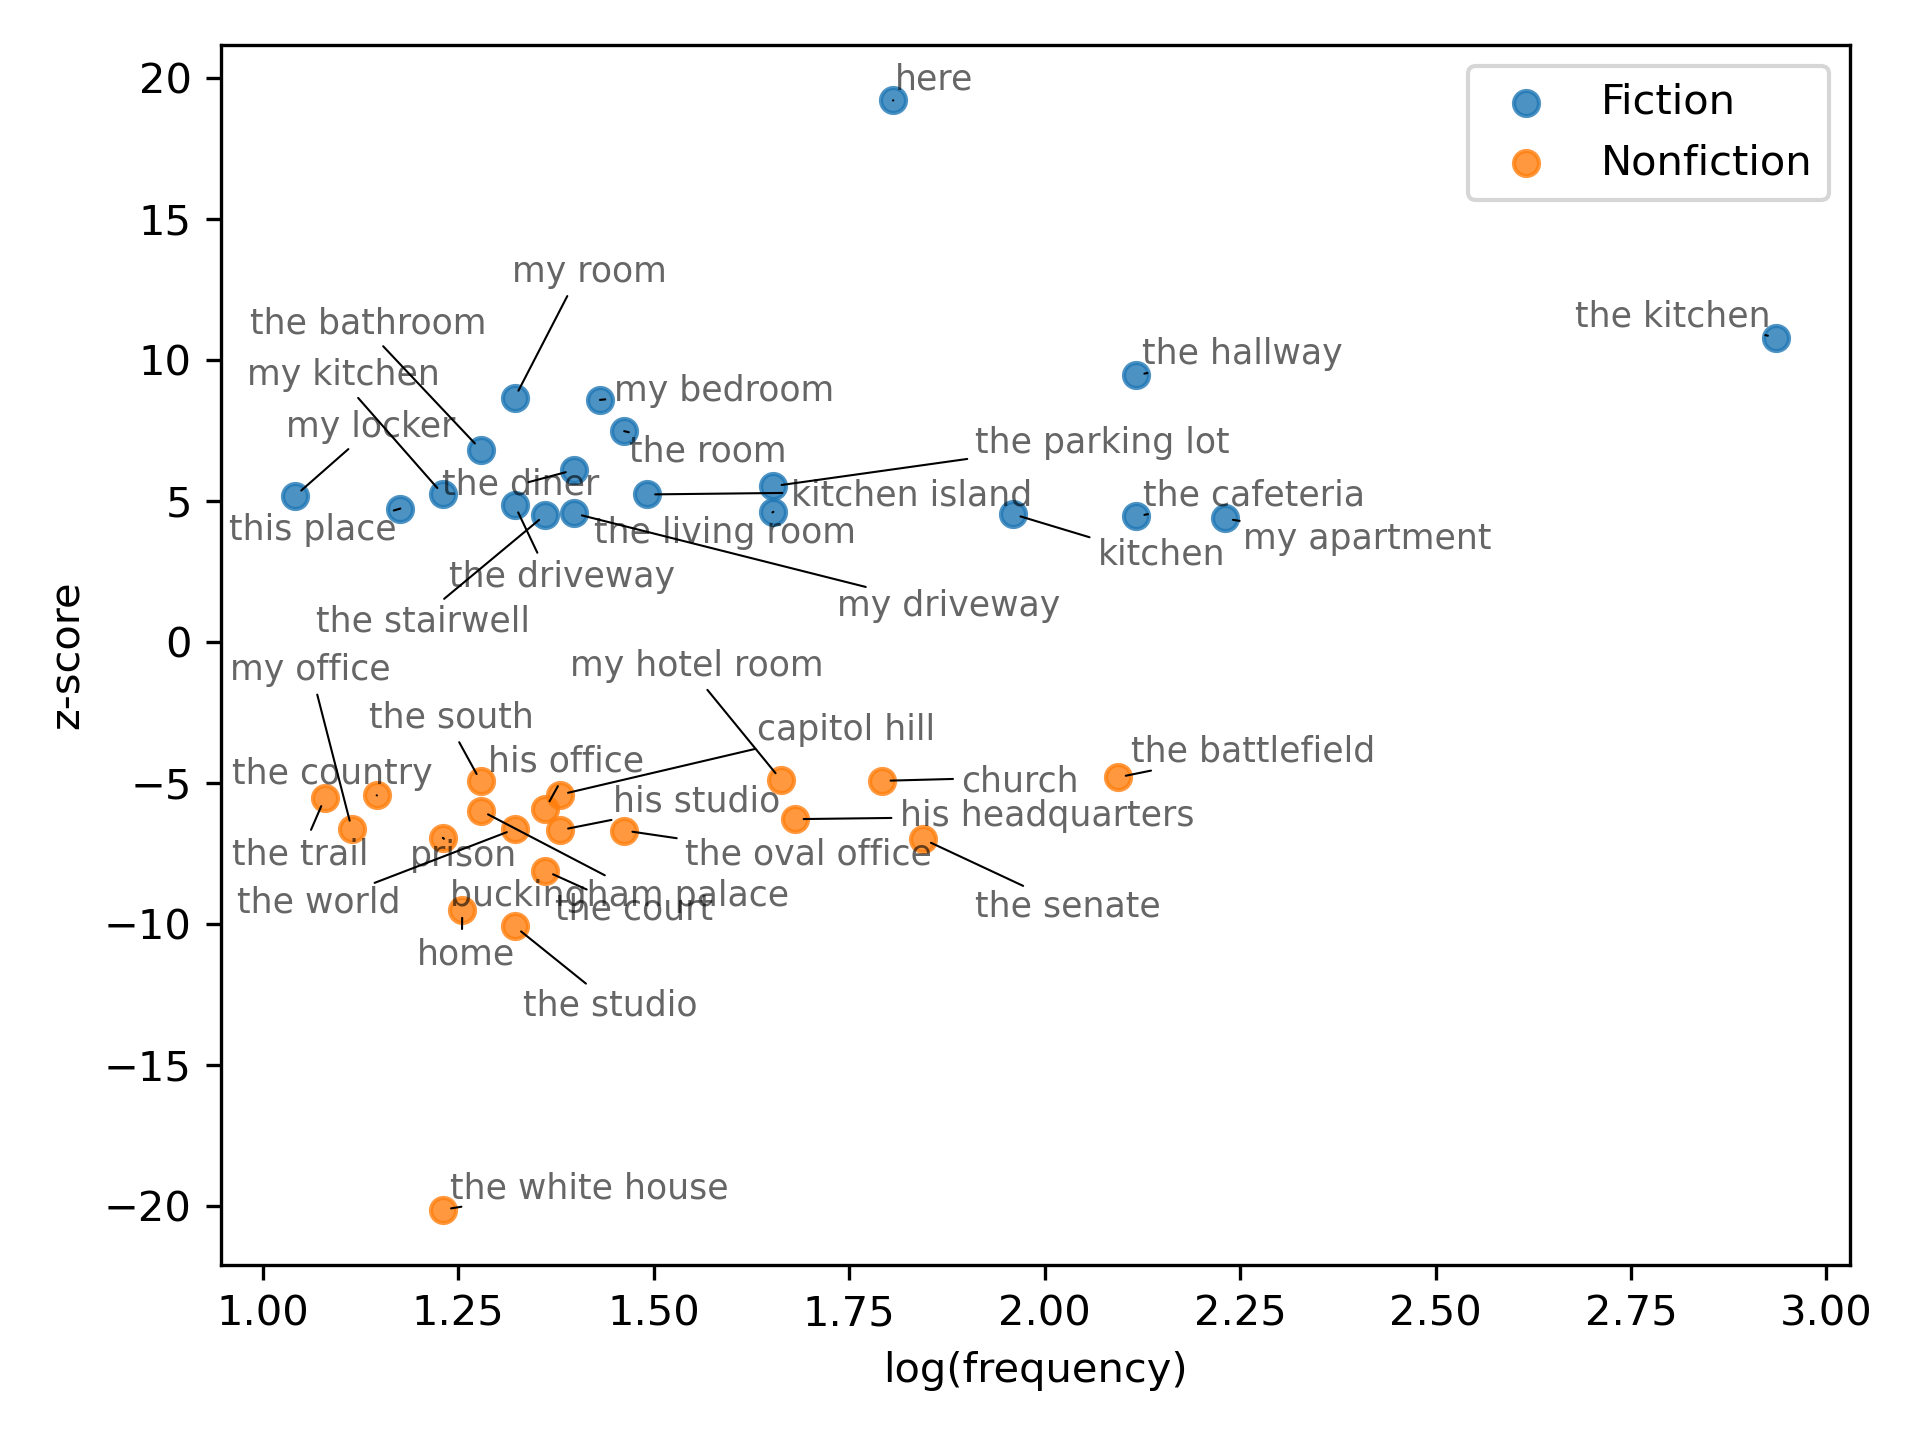 20
here
Fiction
Nonfiction
15
my room
the bathroom
the kitchen
10
the hallway
my kitchen
my bedroom
my locker
the parking lot
the room
the diner
kitchen island
the cafeteria
5
this place
the living room
my apartment
kitchen
the driveway
my driveway
the stairwell
z-score
0
my office
my hotel room
the south
capitol hill
his office
the battlefield
the country
church
−5
his studio
his headquarters
the trail
prison
the oval office
the world
buckingham palace
the court
the senate
−10
home
the studio
−15
the white house
−20
1.00 1.25 1.50 1.75 2.00 2.25 2.50 2.75 3.00
log(frequency)